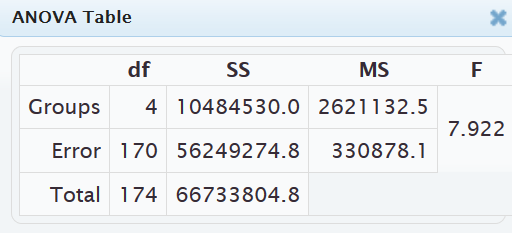 ANOVA Table
df SS MS F
Groups 4 10484530.0 2621132.5
7.922
Error 170 56249274.8 330878.1
Total 174 66733804.8